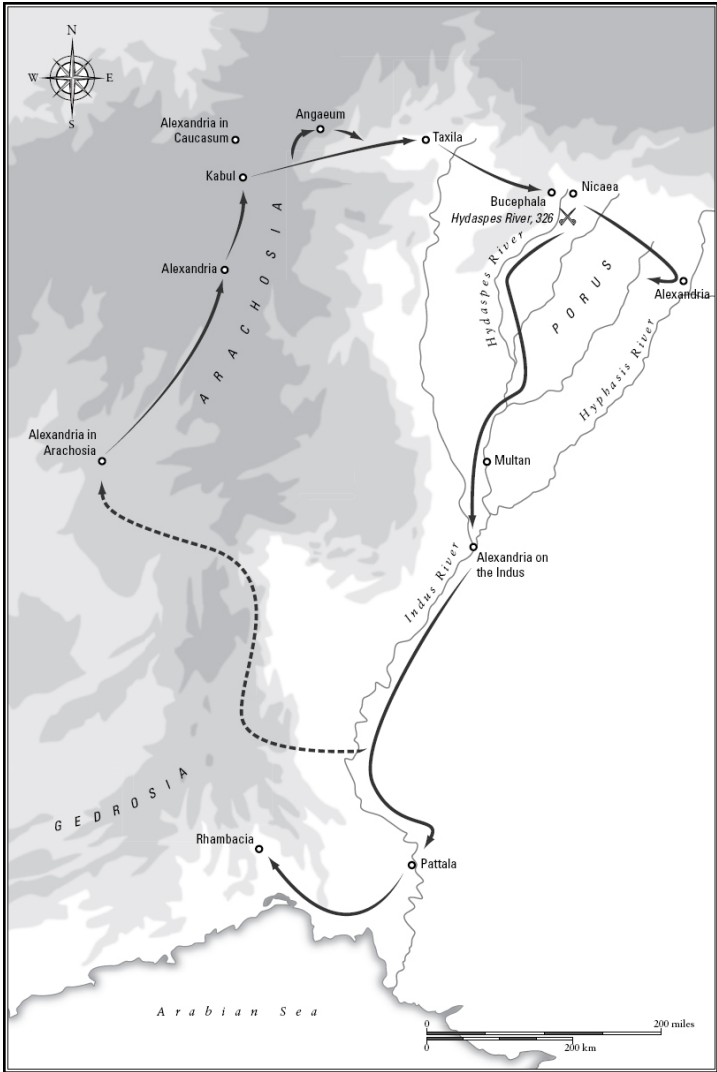 N
W E
S
Angaeum
Alexandria in
Caucasum
Taxila
Kabul
Bucephala
Nicaea
Hydaspes River, 326
Hydaspes River
PORUS
Alexandria
Alexandria
ARACHOSIA
Hyphasis River
Alexandria in
Arachosia
Multan
Alexandria on
the Indus
Indus River
GEDROSIA
Rhambacia
Pattala
Arabian Sea
0 200 miles
0 200 km